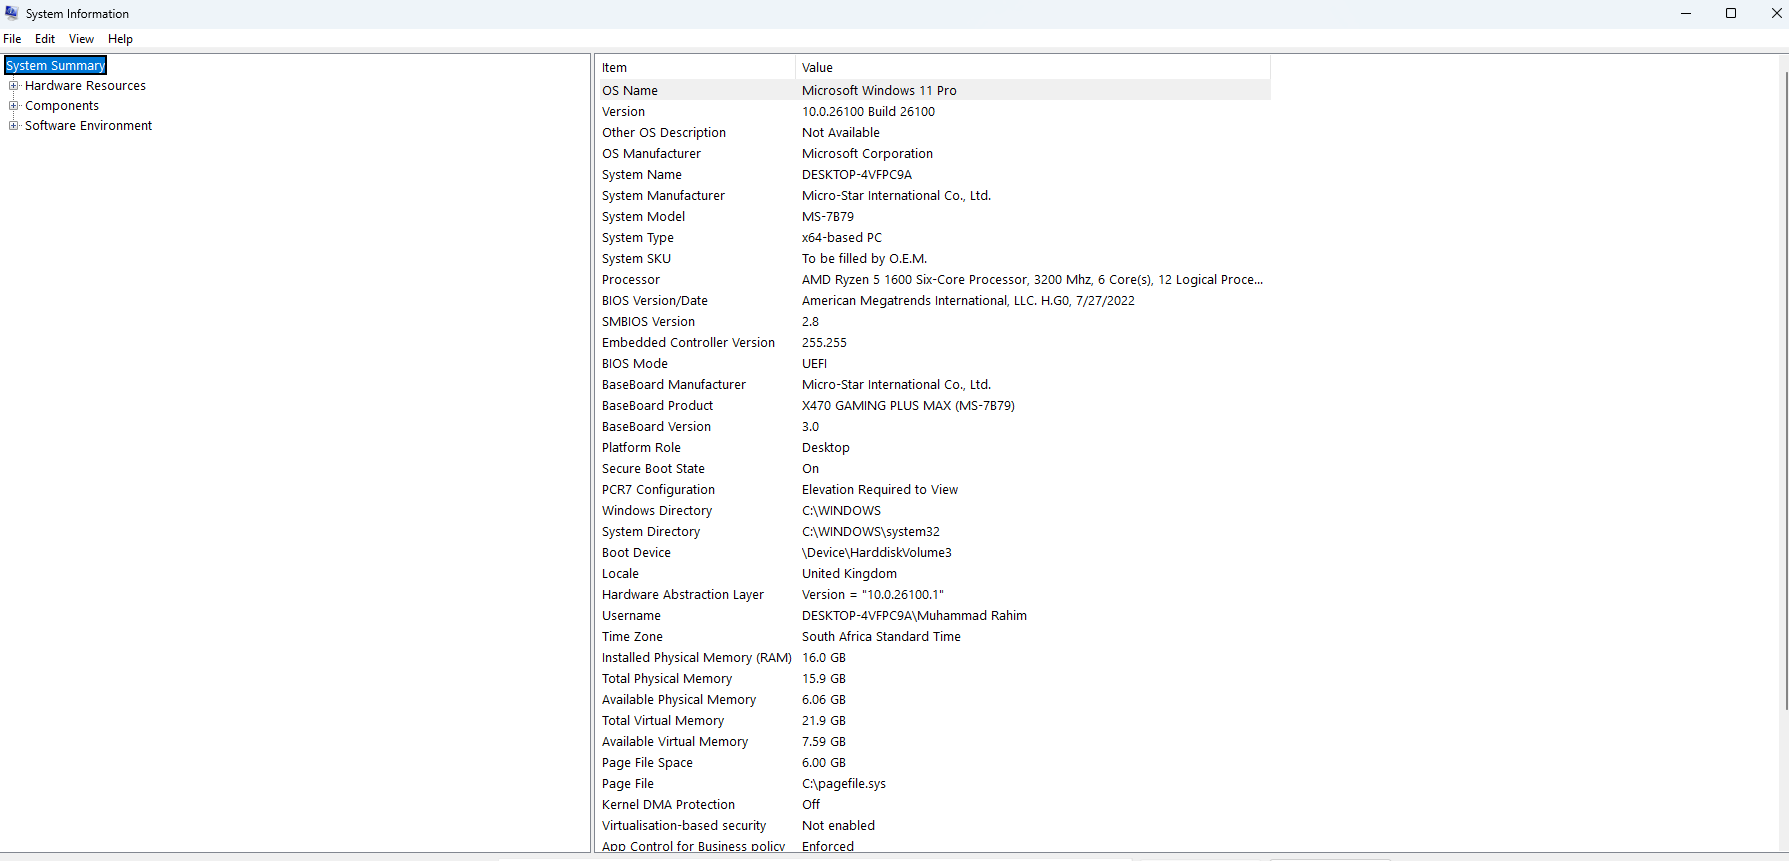 System Information
File Edit View Help
System Summary
Hardware Resources
Components
Software Environment
Item Value
OS Name Microsoft Windows 11 Pro
Version 10.0.26100 Build 26100
Other OS Description Not Available
OS Manufacturer Microsoft Corporation
System Name DESKTOP-4VFPC9A
System Manufacturer Micro-Star International Co., Ltd.
System Model MS-7B79
System Type x64-based PC
System SKU To be filled by O.E.M.
Processor AMD Ryzen 5 1600 Six-Core Processor, 3200 Mhz, 6 Core(s), 12 Logical Proce...
BIOS Version/Date American Megatrends International, LLC. H.G0, 7/27/2022
SMBIOS Version 2.8
Embedded Controller Version 255.255
BIOS Mode UEFI
BaseBoard Manufacturer Micro-Star International Co., Ltd.
BaseBoard Product X470 GAMING PLUS MAX (MS-7B79)
BaseBoard Version 3.0
Platform Role Desktop
Secure Boot State On
PCR7 Configuration Elevation Required to View
Windows Directory C:\WINDOWS
System Directory C:\WINDOWS\system32
Boot Device \Device\HarddiskVolume3
Locale United Kingdom
Hardware Abstraction Layer Version = "10.0.26100.1"
Username DESKTOP-4VFPC9A\Muhammad Rahim
Time Zone South Africa Standard Time
Installed Physical Memory (RAM) 16.0 GB
Total Physical Memory 15.9 GB
Available Physical Memory 6.06 GB
Total Virtual Memory 21.9 GB
Available Virtual Memory 7.59 GB
Page File Space 6.00 GB
Page File C:\pagefile.sys
Kernel DMA Protection Off
Virtualisation-based security Not enabled
App Control for Business policy Enforced